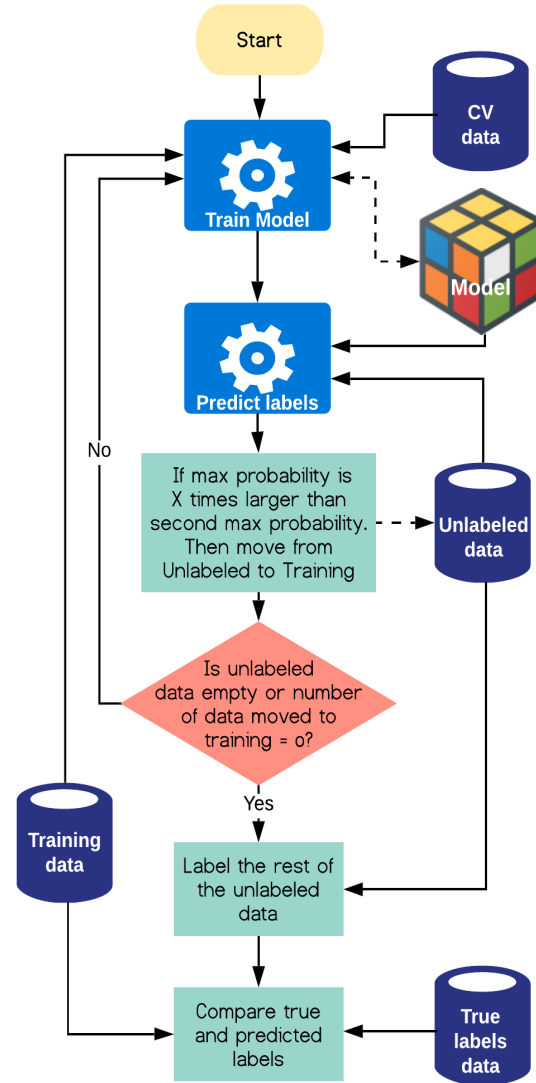 Start
CV
data
Train Model
Model
Predict labels
No
If max probability is
X times larger than
second max probability.
Then move from
Unlabeled to Training
Unlabeled
data
Is unlabeled
data empty or number
of data moved to
training = 0?
Yes
Training
data
Label the rest of
the unlabeled
data
Compare true
and predicted
labels
True
labels
data